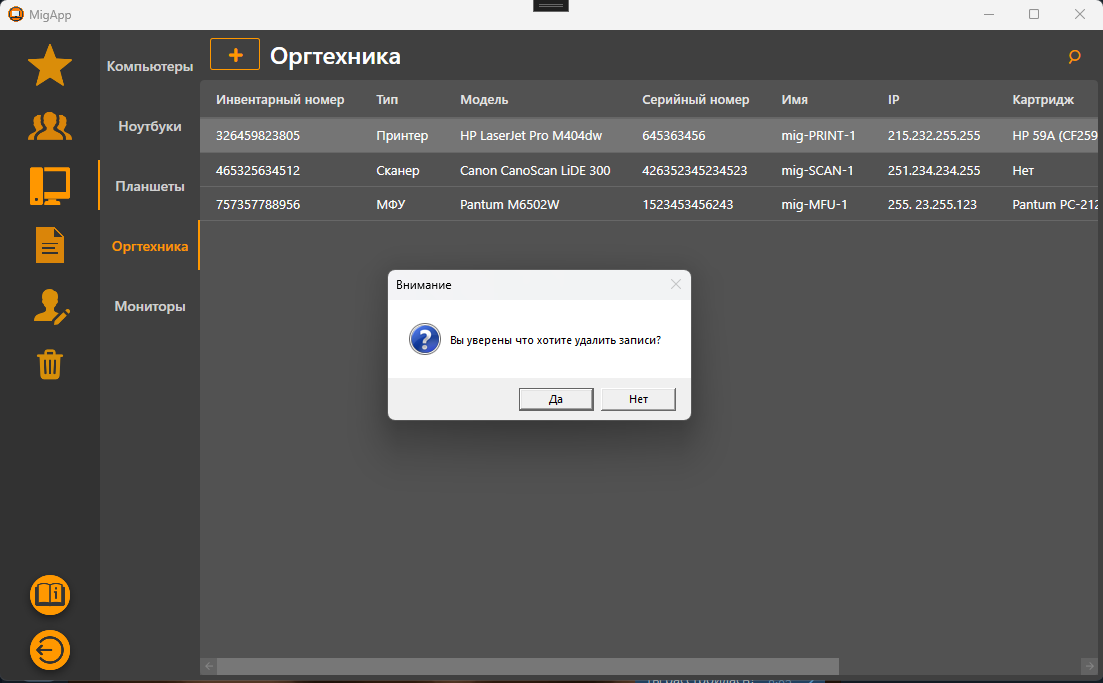 MigApp
Компьютеры
Ноутбуки
Планшеты
Оргтехника
Мониторы
+ Оргтехника
Инвентарный номер Тип Модель Серийный номер Имя IP Картридж
326459823805 Принтер HP LaserJet Pro M404dw 645363456 mig-PRINT-1 215.232.255.255 HP 59A (CF259
465325634512 Сканер Canon CanoScan LiDE 300 426352345234523 mig-SCAN-1 251.234.234.255 Нет
757357788956 МФУ Pantum M6502W 1523453456243 mig-MFU-1 255. 23.255.123 Pantum PC-212
Внимание
Вы уверены что хотите удалить записи?
Да Нет